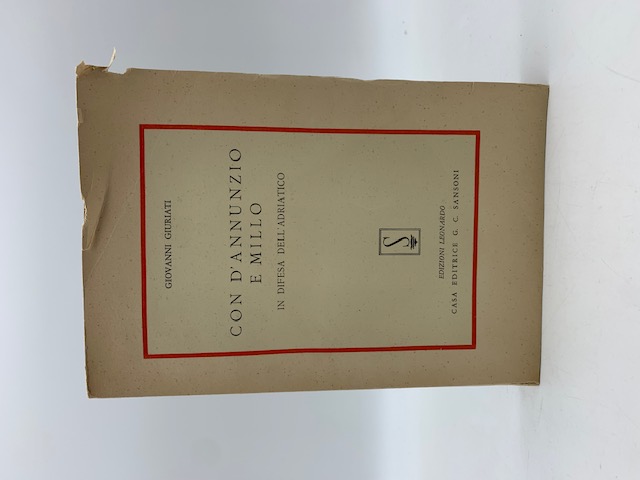 GIOVANNI GIURIATI
CON D'ANNUNZIO
E MILLO
IN DIFESA DELL'ADRIATICO
S
EDIZIONI LEONARDO
CASA EDITRICE G. C. SANSONI